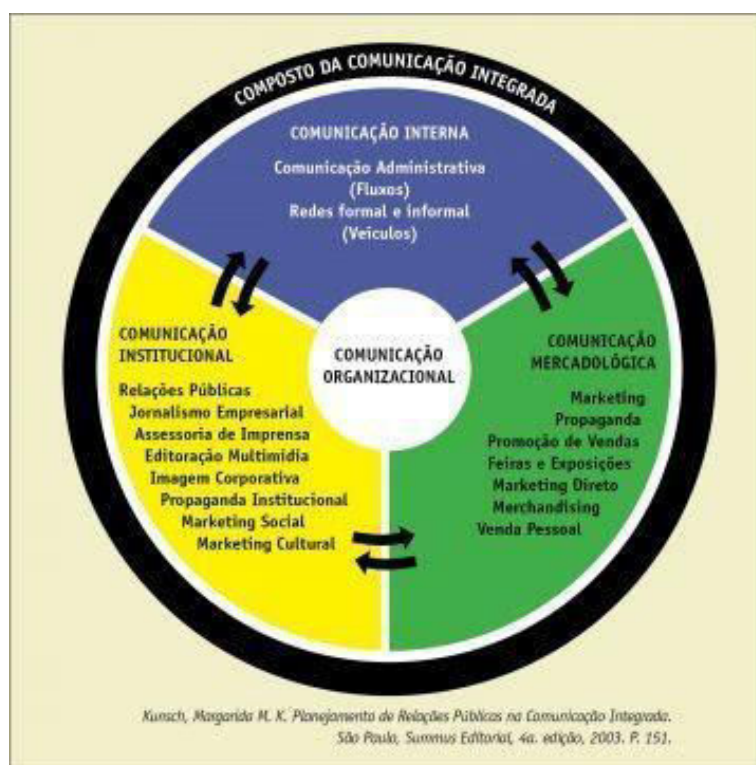 COMPOSTO DA COMUNICAÇÃO INTEGRADA
COMUNICAÇÃO INTERNA
Comunicação Administrativa
(Fluxos)
Redes formal e informal
(Veículos)
COMUNICAÇÃO
INSTITUCIONAL
Relações Públicas
Jornalismo Empresarial
Assessoria de Imprensa
Editoração Multimídia
Imagem Corporativa
Propaganda Institucional
Marketing Social
Marketing Cultural
COMUNICAÇÃO
ORGANIZACIONAL
COMUNICAÇÃO
MERCADOLÓGICA
Marketing
Propaganda
Promoção de Vendas
Feiras e Exposições
Marketing Direto
Merchandising
Venda Pessoal
Kunsch, Margarida M. K. Planejamento de Relações Públicas na Comunicação Integrada.
São Paulo, Summus Editorial, 4a. edição, 2003. P. 151.